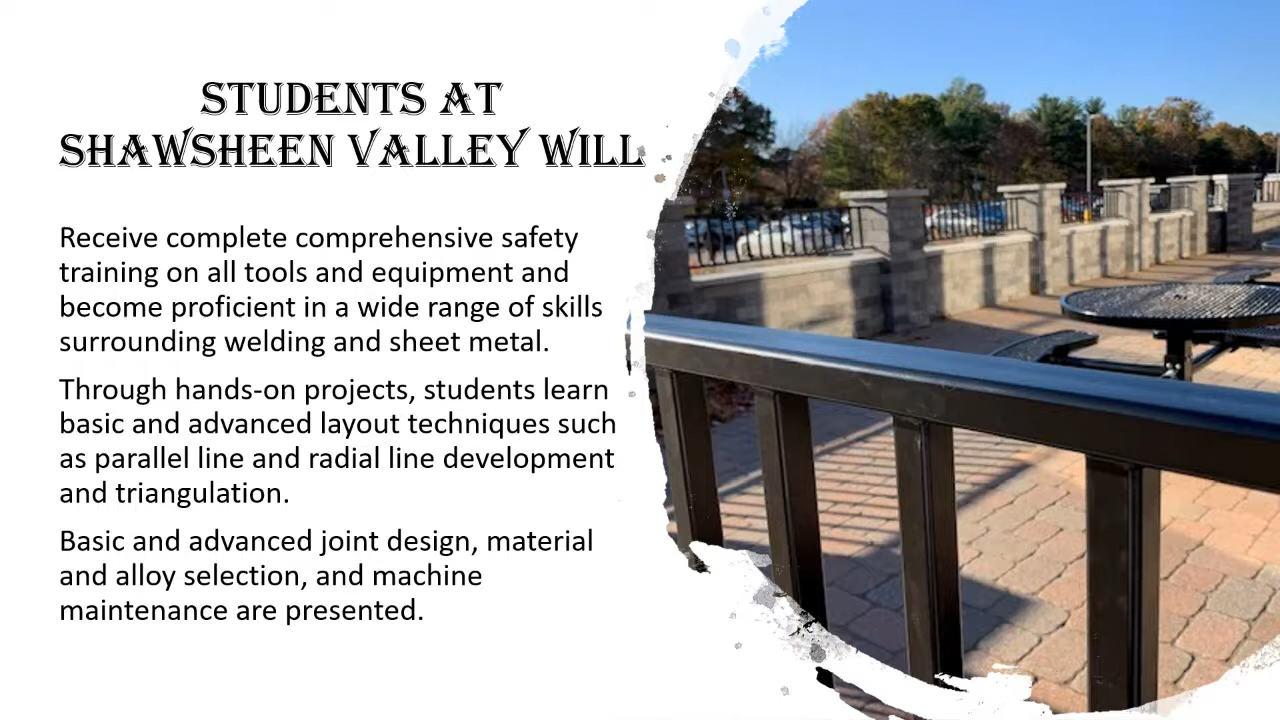 STUDENTS AT
SHAWSHEEN VALLEY WILL
Receive complete comprehensive safety
training on all tools and equipment and
become proficient in a wide range of skills
surrounding welding and sheet metal.
Through hands-on projects, students learn
basic and advanced layout techniques such
as parallel line and radial line development
and triangulation.
Basic and advanced joint design, material
and alloy selection, and machine
maintenance are presented.